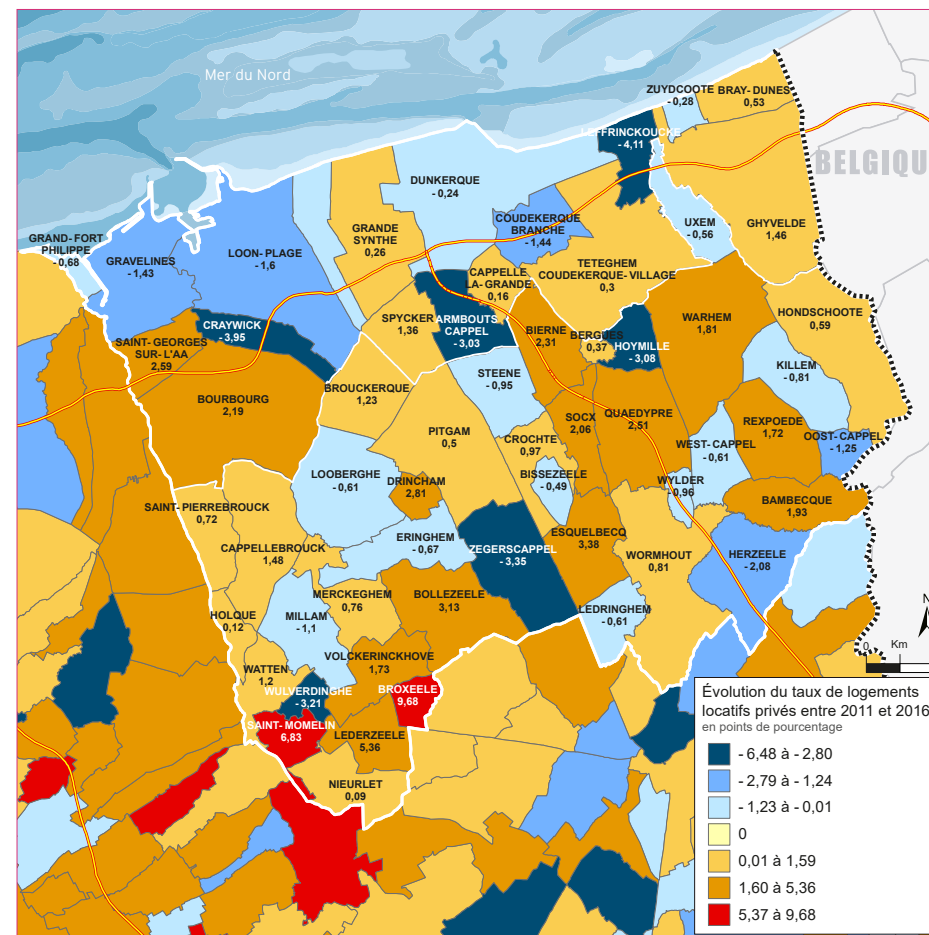 Mer du Nord
ZUYDCOOTE
- 0,28
BRAY- DUNES
0,53
LEFFRINCKOUCKE
- 4,11
BELGIQU
DUNKERQUE
- 0,24
COUDEKERQUE
BRANCHE
- 1,44
UXEM
- 0,56
GHYVELDE
1,46
GRAND- FORT
PHILIPPE
- 0,68
GRAVELINES
- 1,43
LOON- PLAGE
- 1,6
GRANDE
SYNTHE
0,26
TETEGHEM
COUDEKERQUE- VILLAGE
0,3
CAPPELLE
LA- GRANDE
0,16
CRAYWICK
- 3,95
SPYCKER
1,36
ARMBOUTS
CAPPEL
- 3,03
BIERNE
2,31
BERGUES
0,37
HOYMILLE
- 3,08
WARHEM
1,81
HONDSCHOOTE
0,59
SAINT- GEORGES
SUR- L'AA
2,59
STEENE
- 0,95
KILLEM
- 0,81
BOURBOURG
2,19
BROUCKERQUE
1,23
PITGAM
0,5
CROCHTE
0,97
SOCX
2,06
QUAEDYPRE
2,51
WEST- CAPPEL
- 0,61
REXPOEDE
1,72
OOST- CAPPEL
- 1,25
LOOBERGHE
- 0,61
DRINCHAM
2,81
BISSEZEELE
- 0,49
WYLDER
- 0,96
BAMBECQUE
1,93
SAINT- PIERREBROUCK
0,72
CAPPELLEBROUCK
1,48
ERINGHEM
- 0,67
ZEGERSCAPPEL
- 3,35
ESQUELBECQ
3,38
WORMHOUT
0,81
HERZEELE
- 2,08
HOLQUE
0,12
MILLAM
- 1,1
MERCKEGHEM
0,76
BOLLEZEELE
3,13
LEDRINGHEM
- 0,61
WATTEN
1,2
VOLCKERINCKHOVE
1,73
WULVERDINGHE
- 3,21
BROXEELE
9,68
SAINT- MOMELIN
6,83
LEDERZEELE
5,36
NIEURLET
0,09
N
0 Km
Évolution du taux de logements
locatifs privés entre 2011 et 2016
en points de pourcentage
- 6,48 à - 2,80
- 2,79 à - 1,24
- 1,23 à - 0,01
0
0,01 à 1,59
1,60 à 5,36
5,37 à 9,68